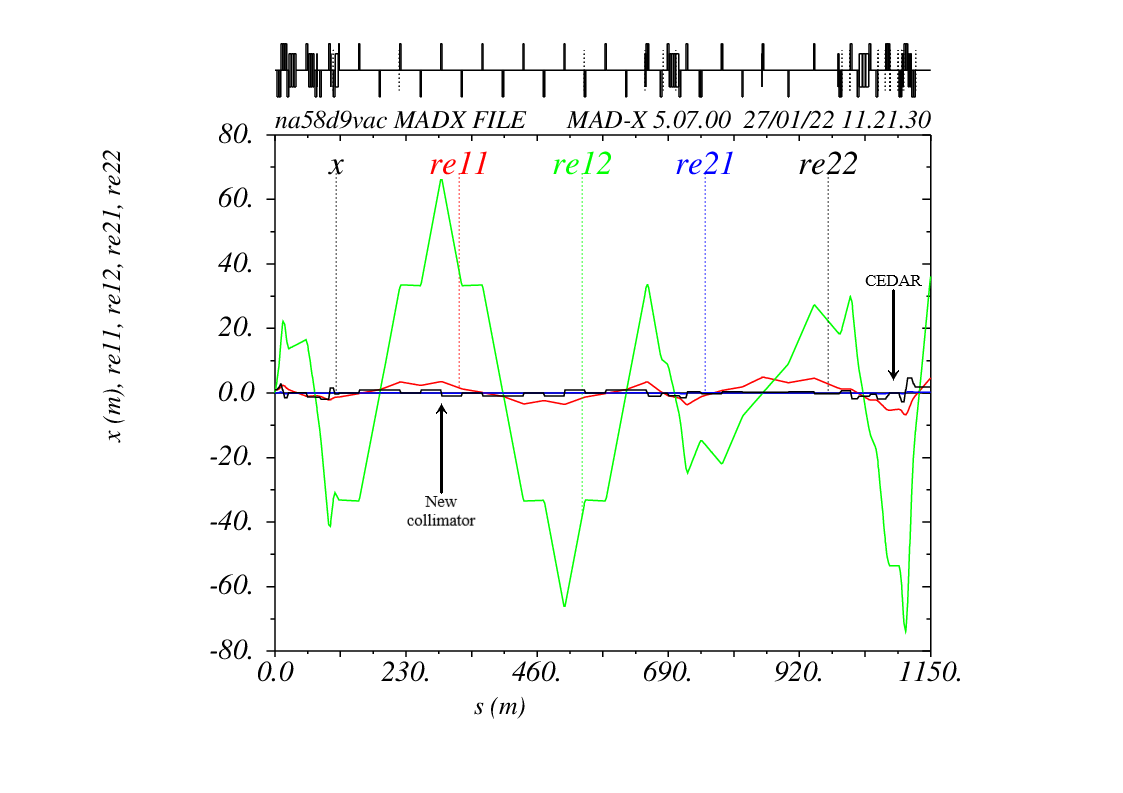 na58d9vac MADX FILE MAD-X 5.07.00 27/01/22 11.21.30
80.
x re11 re12 re21 re22
60.
40.
CEDAR
20.
0.0
-20.
New
collimator
-40.
-60.
-80.
0.0 230. 460. 690. 920. 1150.
s (m)
x (m), re11, re12, re21, re22